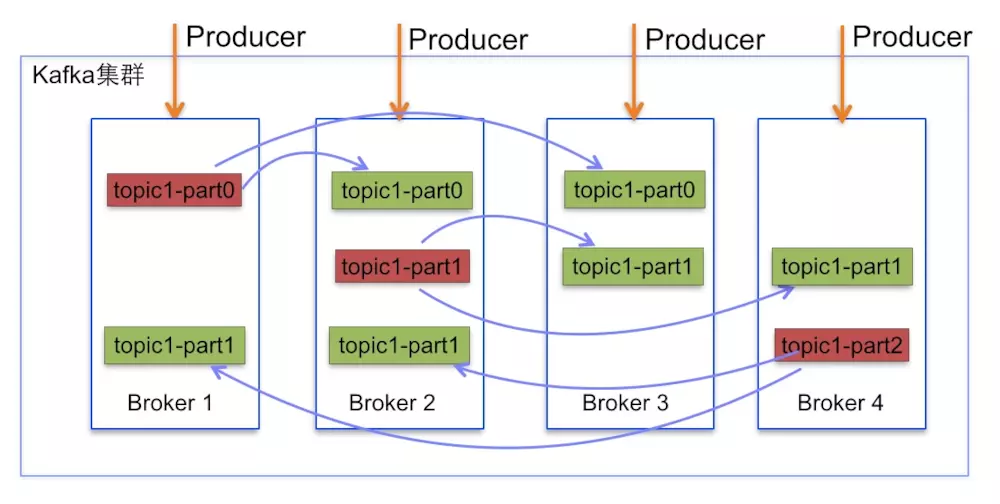 Producer
Producer
Producer
Producer
Kafka集群
topic1-part0
topic1-part0
topic1-part0
topic1-part1
topic1-part1
topic1-part1
topic1-part1
topic1-part1
topic1-part2
Broker 1
Broker 2
Broker 3
Broker 4